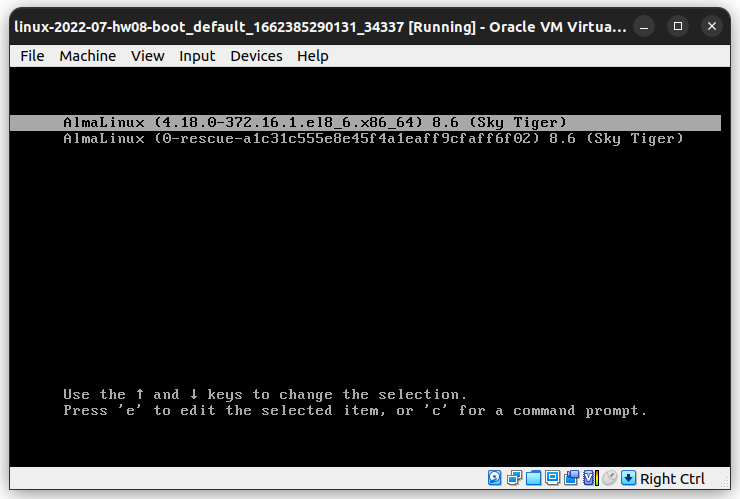 linux-2022-07-hw08-boot_default_1662385290131_34337 [Running] - Oracle VM Virtua...
File Machine View Input Devices Help
AlmaLinux (4.18.0-372.16.1.el8_6.x86_64) 8.6 (Sky Tiger)
AlmaLinux (0-rescue-a1c31c555e8e45f4a1eaff9cfaff6f02) 8.6 (Sky Tiger)
Use the ↑ and ↓ keys to change the selection.
Press 'e' to edit the selected item, or 'c' for a command prompt.
Right Ctrl